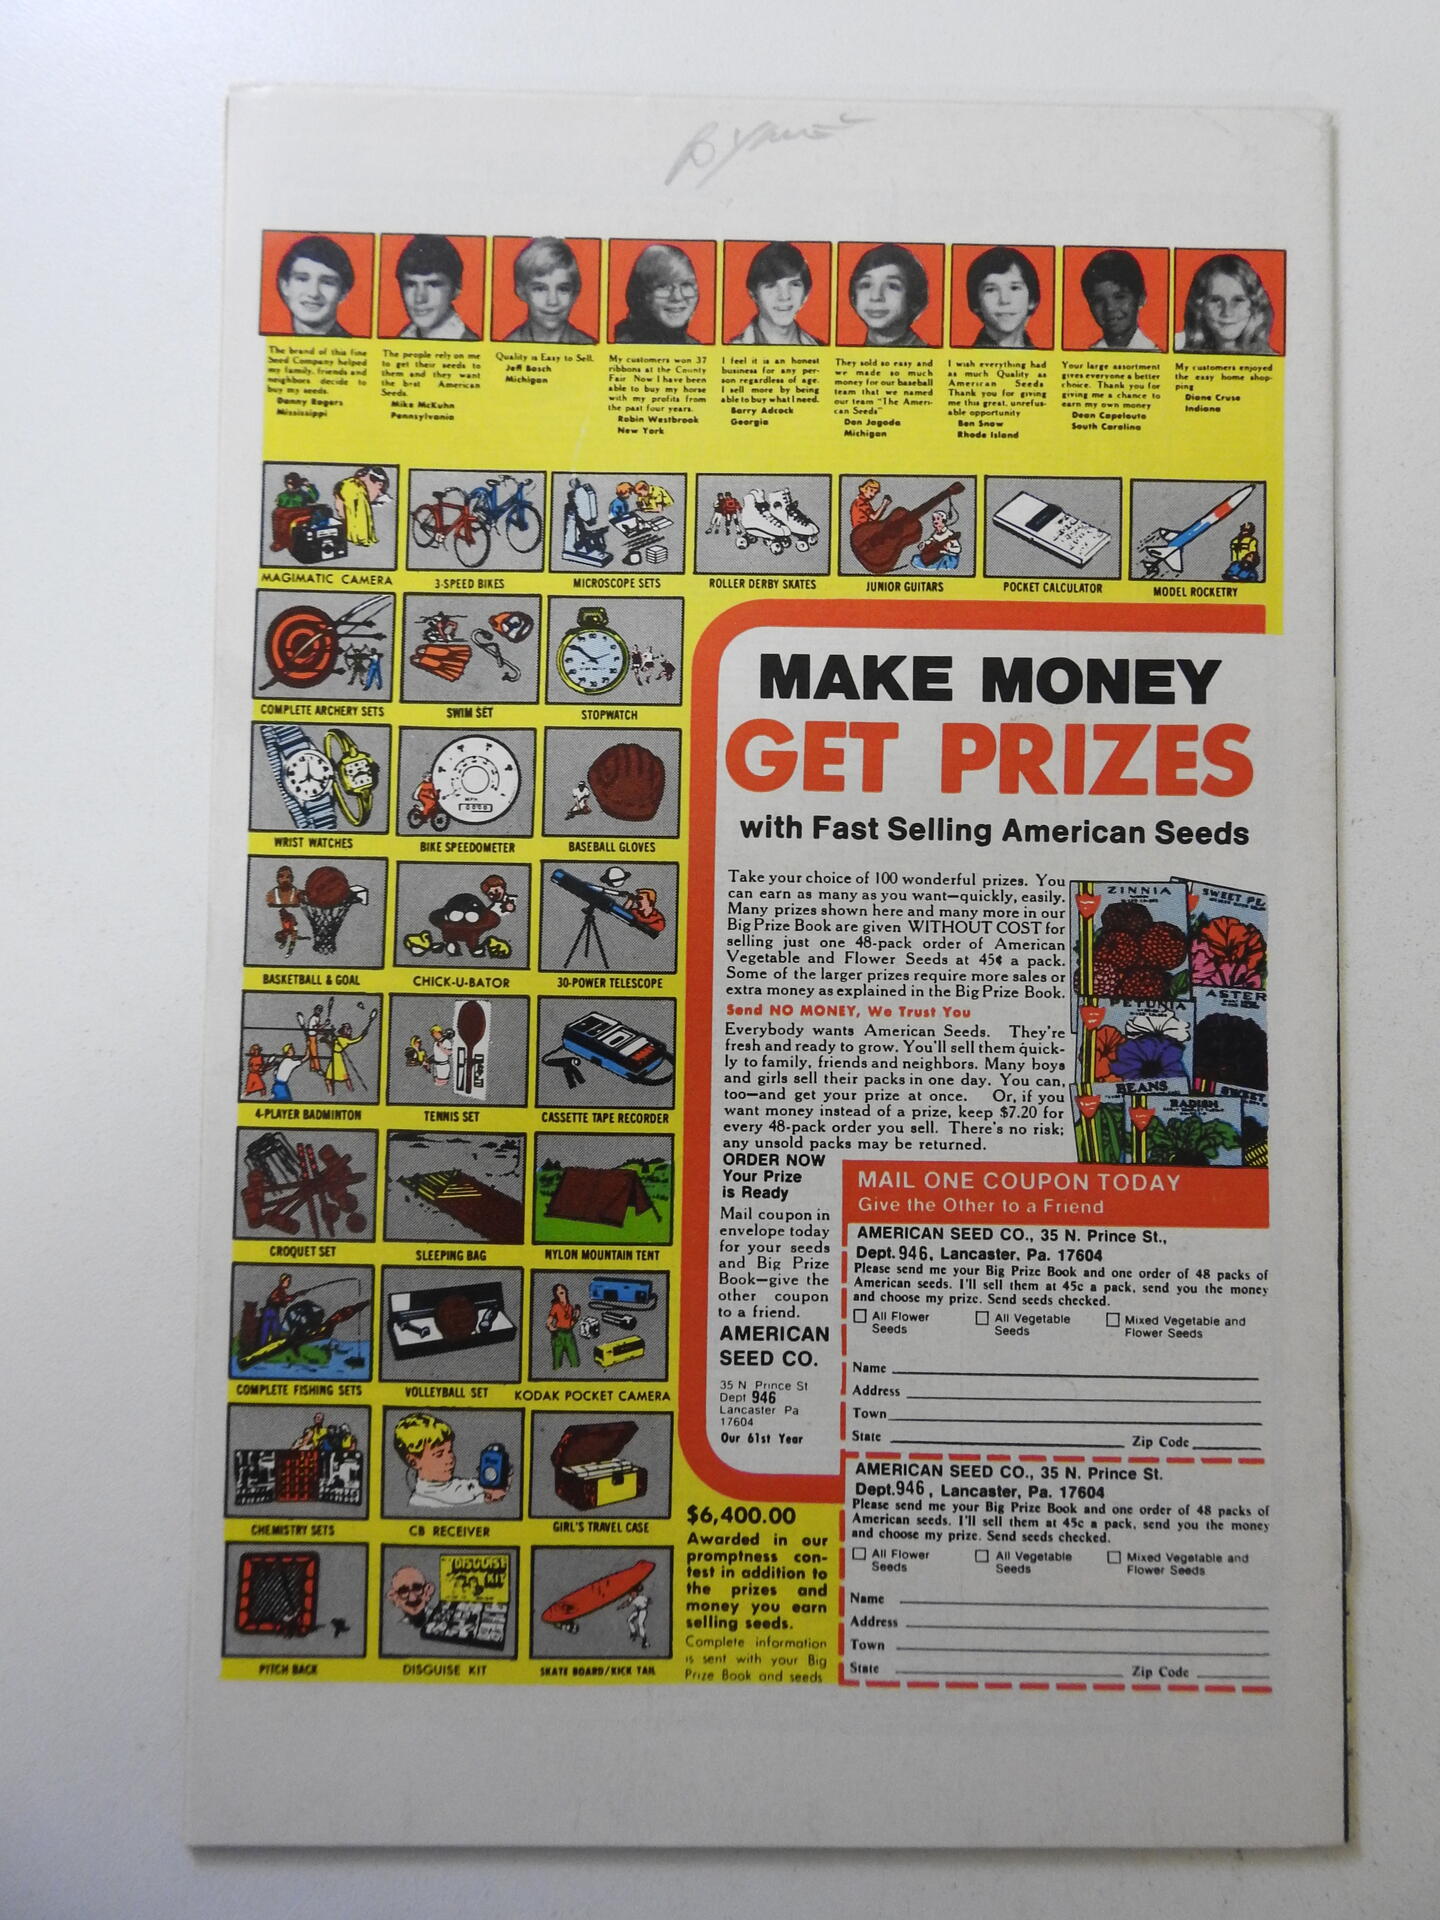 The brand of this fine
Seed Company helped
my family, friends and
neighbors decide to
buy my seeds.
Danny Rogers
Mississippi
The people rely on me
to get their seeds to
them and they want
the best American
Seeds.
Mike McKuhn
Pennsylvania
Quality is Easy to Sell.
Jeff Bosch
Michigan
My customers won 37
ribbons at the County
Fair Now I have been
able to buy my horse
with my profits from
the past four years.
Robin Westbrook
New York
I feel it is an honest
business for any per-
son regardless of age.
I sell more by being
able to buy what I need.
Barry Adcock
Georgia
They sold so easy and
we made so much
money for our baseball
team that we named
our team "The Ameri-
can Seeds"
Dan Jagoda
Michigan
I wish everything had
as much Quality as
American Seeds
Thank you for giving
me this great, unrefus-
able opportunity
Ben Snow
Rhode Island
Your large assortment
gives everyone a better
choice. Thank you for
giving me a chance to
earn my own money
Dean Capelouto
South Carolina
My customers enjoyed
the easy home shop-
ping
Diane Cruse
Indiana
MAGIMATIC CAMERA
3-SPEED BIKES
MICROSCOPE SETS
ROLLER DERBY SKATES
JUNIOR GUITARS
POCKET CALCULATOR
MODEL ROCKETRY
COMPLETE ARCHERY SETS
SWIM SET
STOPWATCH
WRIST WATCHES
BIKE SPEEDOMETER
BASEBALL GLOVES
BASKETBALL & GOAL
CHICK-U-BATOR
30-POWER TELESCOPE
4-PLAYER BADMINTON
TENNIS SET
CASSETTE TAPE RECORDER
CROQUET SET
SLEEPING BAG
NYLON MOUNTAIN TENT
COMPLETE FISHING SETS
VOLLEYBALL SET
KODAK POCKET CAMERA
CHEMISTRY SETS
CB RECEIVER
GIRL'S TRAVEL CASE
PITCH BACK
DISGUISE KIT
SKATE BOARD/KICK TAIL
MAKE MONEY
GET PRIZES
with Fast Selling American Seeds
Take your choice of 100 wonderful prizes. You
can earn as many as you want—quickly, easily.
Many prizes shown here and many more in our
Big Prize Book are given WITHOUT COST for
selling just one 48-pack order of American
Vegetable and Flower Seeds at 45¢ a pack.
Some of the larger prizes require more sales or
extra money as explained in the Big Prize Book.
Send NO MONEY, We Trust You
Everybody wants American Seeds. They're
fresh and ready to grow. You'll sell them quick-
ly to family, friends and neighbors. Many boys
and girls sell their packs in one day. You can,
too—and get your prize at once. Or, if you
want money instead of a prize, keep $7.20 for
every 48-pack order you sell. There's no risk;
any unsold packs may be returned.
ZINNIA
SWEET PE
PETUNIA
ASTER
BEANS
RADISH
SWEET
ORDER NOW
Your Prize
is Ready
Mail coupon in
envelope today
for your seeds
and Big Prize
Book—give the
other coupon
to a friend.
AMERICAN
SEED CO.
35 N Prince St
Dept 946
Lancaster Pa
17604
Our 61st Year
MAIL ONE COUPON TODAY
Give the Other to a Friend
AMERICAN SEED CO., 35 N. Prince St.,
Dept. 946, Lancaster, Pa. 17604
Please send me your Big Prize Book and one order of 48 packs of
American seeds. I'll sell them at 45c a pack, send you the money
and choose my prize. Send seeds checked.
All Flower Seeds
All Vegetable Seeds
Mixed Vegetable and Flower Seeds
Name
Address
Town
State Zip Code
AMERICAN SEED CO., 35 N. Prince St.
Dept. 946, Lancaster, Pa. 17604
Please send me your Big Prize Book and one order of 48 packs of
American seeds. I'll sell them at 45c a pack, send you the money
and choose my prize. Send seeds checked.
All Flower Seeds
All Vegetable Seeds
Mixed Vegetable and Flower Seeds
Name
Address
Town
State Zip Code
$6,400.00
Awarded in our
promptness con-
test in addition to
the prizes and
money you earn
selling seeds.
Complete information
is sent with your Big
Prize Book and seeds